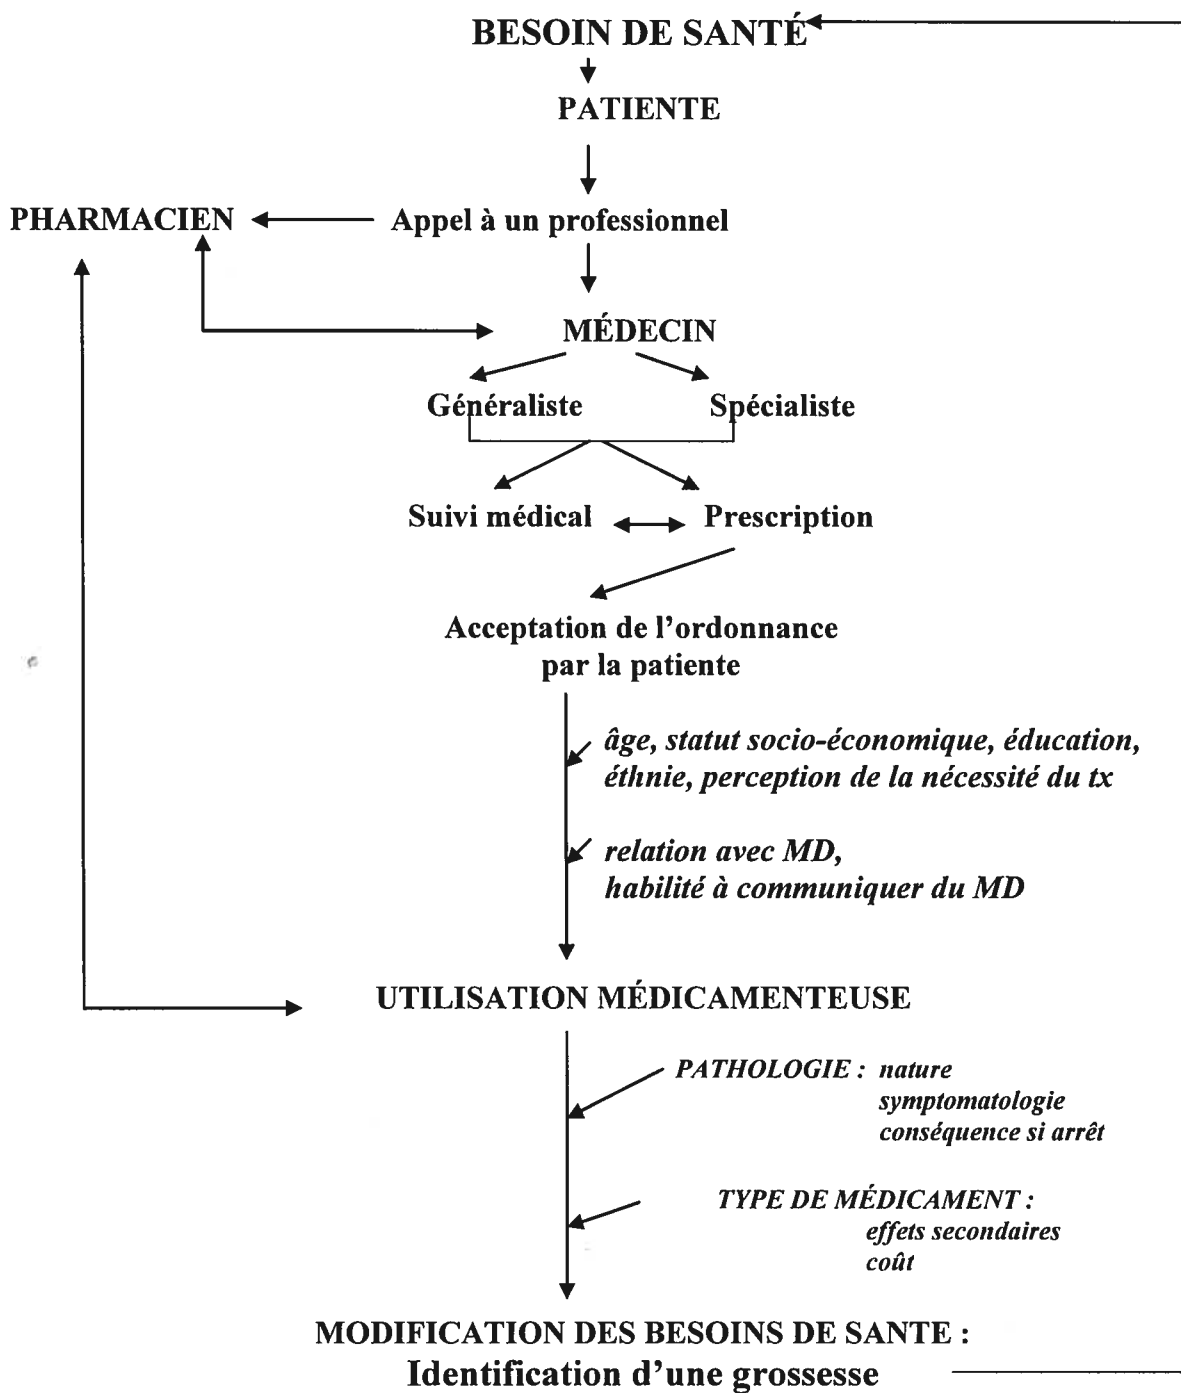 BESOIN DE SANTÉ
PATIENTE
PHARMACIEN
Appel à un professionnel
MÉDECIN
Généraliste
Spécialiste
Suivi médical
Prescription
Acceptation de l'ordonnance
par la patiente
âge, statut socio-économique, éducation,
éthnie, perception de la nécessité du tx
relation avec MD,
habilité à communiquer du MD
UTILISATION MÉDICAMENTEUSE
PATHOLOGIE : nature
symptomatologie
conséquence si arrêt
TYPE DE MÉDICAMENT :
effets secondaires
coût
MODIFICATION DES BESOINS DE SANTE :
Identification d'une grossesse